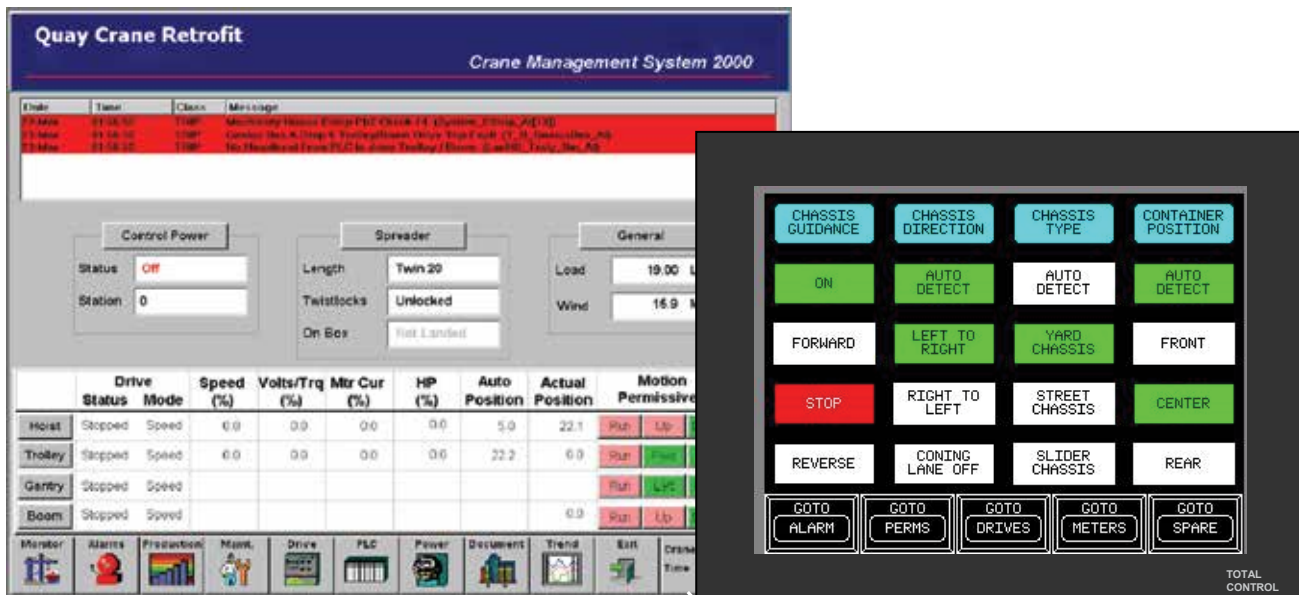 Quay Crane Retrofit
Crane Management System 2000
Date Time Class Message
Control Power Spreader General
Status Off Length Twin 20 Load 19.00
Station 0 Twistlocks Unlocked Wind
On Box Not Landed
Drive Speed Volts/Trq Mtr Cur HP Auto Actual Motion
Status Mode (%) (%) (%) (%) Position Position Permissive
Hoist Stopped Speed 0.0 0.0 0.0 0.0 5.0 22.1 Run Up
Trolley Stopped Speed 0.0 0.0 0.0 0.0 22.2 0.0 Run
Gantry Stopped Speed Run
Boom Stopped Speed 0.0 Run Up
Monitor Alarms Production Maint. Drive PLC Power Document Trend Exit Crane
Time
CHASSIS GUIDANCE
CHASSIS DIRECTION
CHASSIS TYPE
CONTAINER POSITION
ON
AUTO DETECT
AUTO DETECT
AUTO DETECT
FORWARD
LEFT TO RIGHT
YARD CHASSIS
FRONT
STOP
RIGHT TO LEFT
STREET CHASSIS
CENTER
REVERSE
CONING LANE OFF
SLIDER CHASSIS
REAR
GOTO GOTO GOTO GOTO GOTO
ALARM PERMS DRIVES METERS SPARE
TOTAL
CONTROL